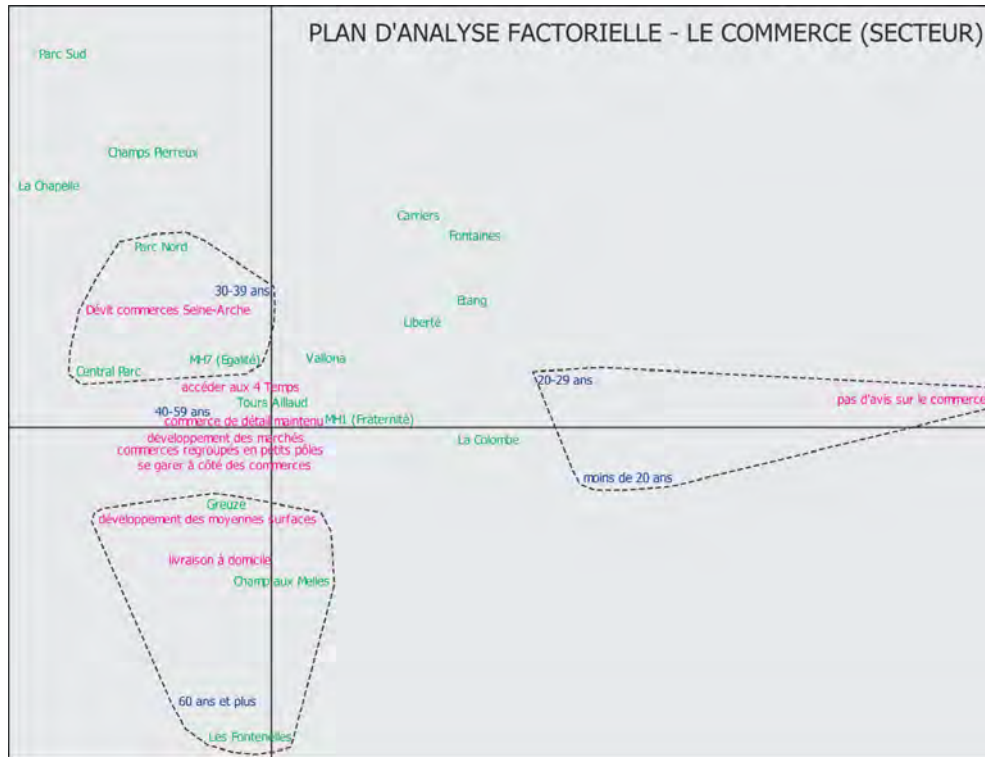 PLAN D'ANALYSE FACTORIELLE - LE COMMERCE (SECTEUR)
Parc Sud
Champs Pierreux
La Chapelle
Carriers
Fontaines
Parc Nord
30-39 ans
Etang
Dévlt commerces Seine-Arche
Liberté
MH7 (Egalité)
Vallona
Central Parc
20-29 ans
accéder aux 4 Temps
pas d'avis sur le commerce
Tours Aillaud
40-59 ans
commerce de détail maintenu
MH1 (Fraternité)
développement des marchés
La Colombe
commerces regroupés en petits pôles
se garer à côté des commerces
moins de 20 ans
Greuze
développement des moyennes surfaces
livraison à domicile
Champ aux Melles
60 ans et plus
Les Fontenelles